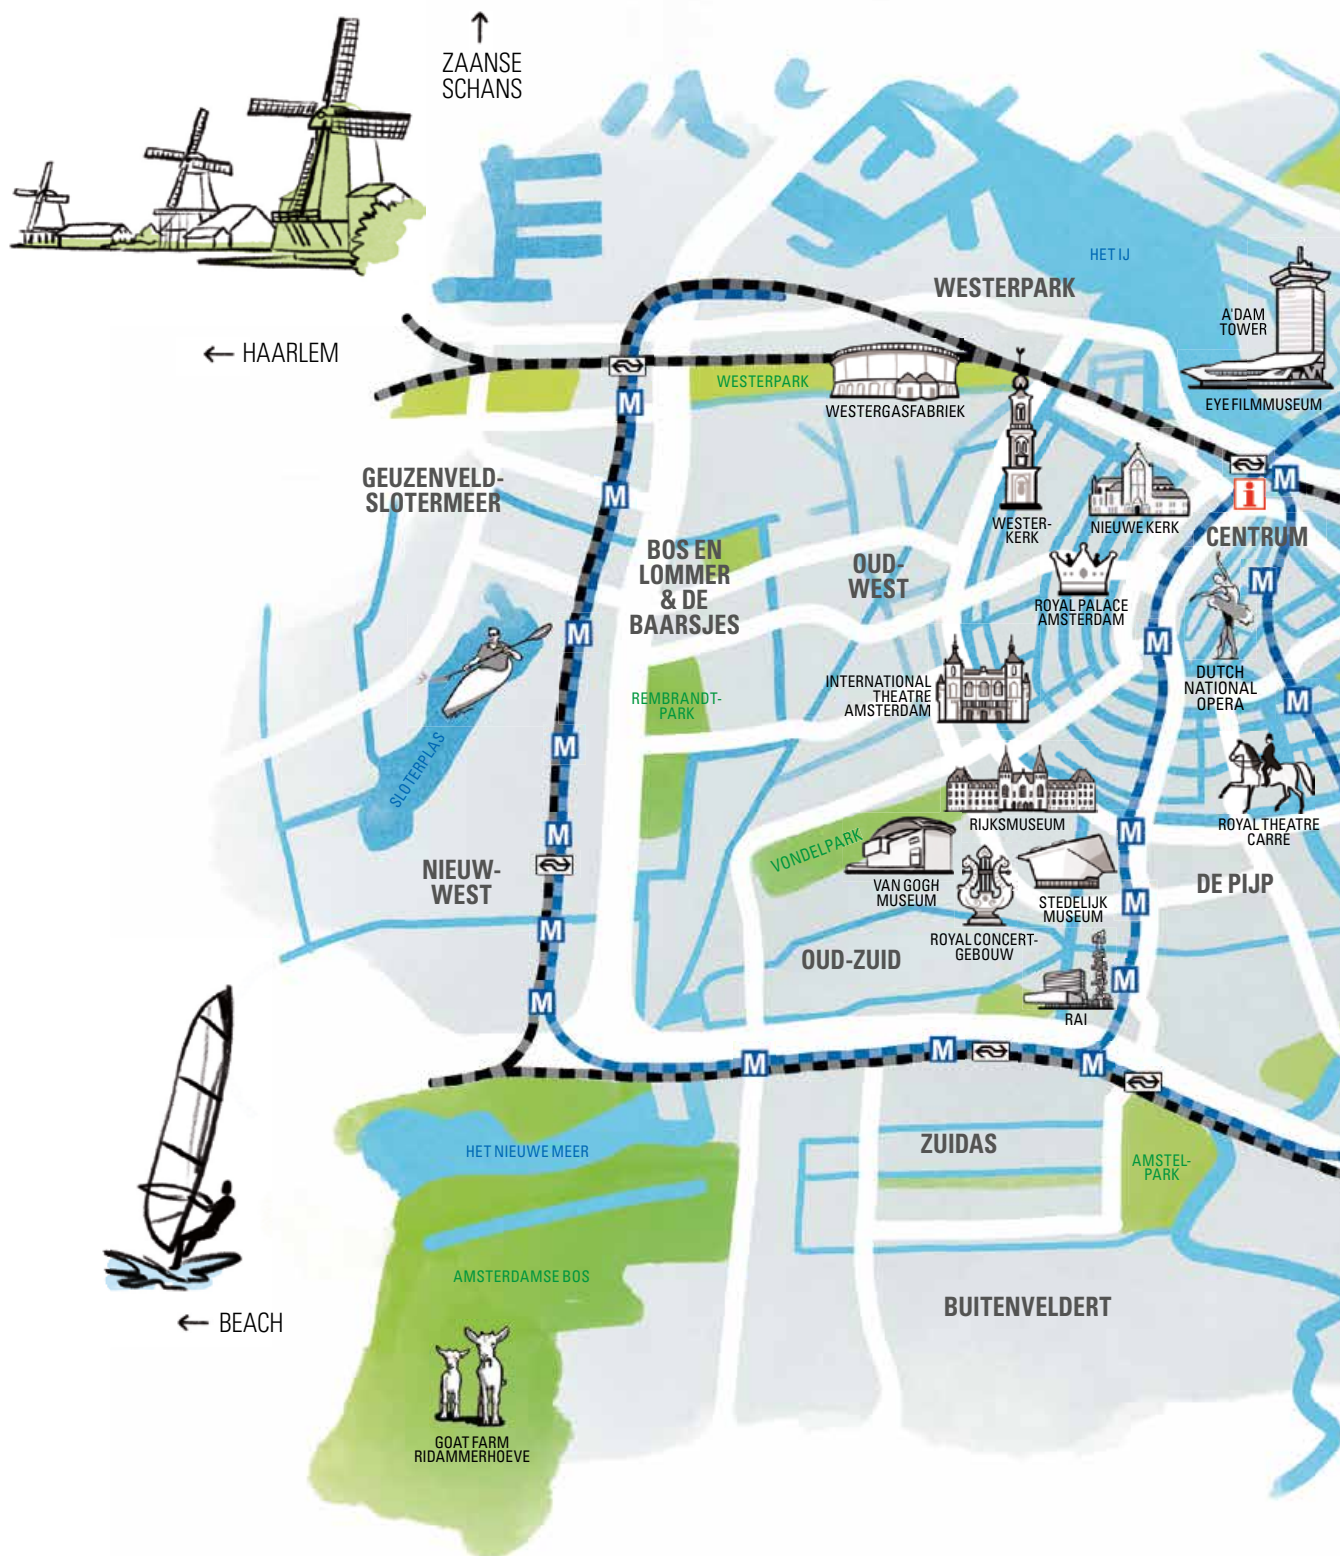 ZAANSE
SCHANS
HET IJ
WESTERPARK
A'DAM
TOWER
← HAARLEM
WESTERPARK
WESTERGASFABRIEK
EYE FILMMUSEUM
M
GEUZENVELD-
SLOTERMEER
M
M
i
WESTER-
KERK
NIEUWE KERK
CENTRUM
BOS EN
LOMMER
& DE
BAARSJES
OUD-
WEST
M
ROYAL PALACE
AMSTERDAM
M
M
DUTCH
NATIONAL
OPERA
INTERNATIONAL
THEATRE
AMSTERDAM
REMBRANDT-
PARK
M
SLOTERPLAS
M
M
M
RIJKSMUSEUM
ROYAL THEATRE
CARRÉ
VONDELPARK
NIEUW-
WEST
VAN GOGH
MUSEUM
STEDELIJK
MUSEUM
DE PIJP
M
M
ROYAL CONCERT-
GEBOUW
OUD-ZUID
M
M
RAI
M
M
M
HET NIEUWE MEER
ZUIDAS
AMSTEL-
PARK
AMSTERDAMSE BOS
BUITENVELDERT
← BEACH
GOAT FARM
RIDAMMERHOEVE